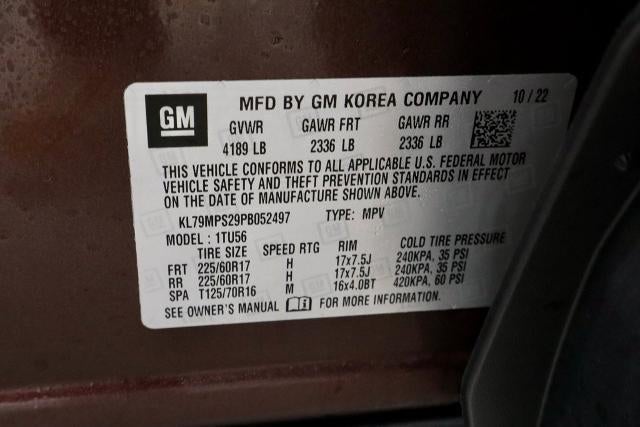 GM MFD BY GM KOREA COMPANY 10 / 22
GVWR GAWR FRT GAWR RR
4189 LB 2336 LB 2336 LB
THIS VEHICLE CONFORMS TO ALL APPLICABLE U.S. FEDERAL MOTOR
VEHICLE SAFETY AND THEFT PREVENTION STANDARDS IN EFFECT
ON THE DATE OF MANUFACTURE SHOWN ABOVE.
KL79MPS29PB052497 TYPE: MPV
MODEL : 1TU56
TIRE SIZE SPEED RTG RIM COLD TIRE PRESSURE
FRT 225/60R17 H 17x7.5J 240KPA, 35 PSI
RR 225/60R17 H 17x7.5J 240KPA, 35 PSI
SPA T125/70R16 M 16x4.0BT 420KPA, 60 PSI
SEE OWNER'S MANUAL FOR MORE INFORMATION.